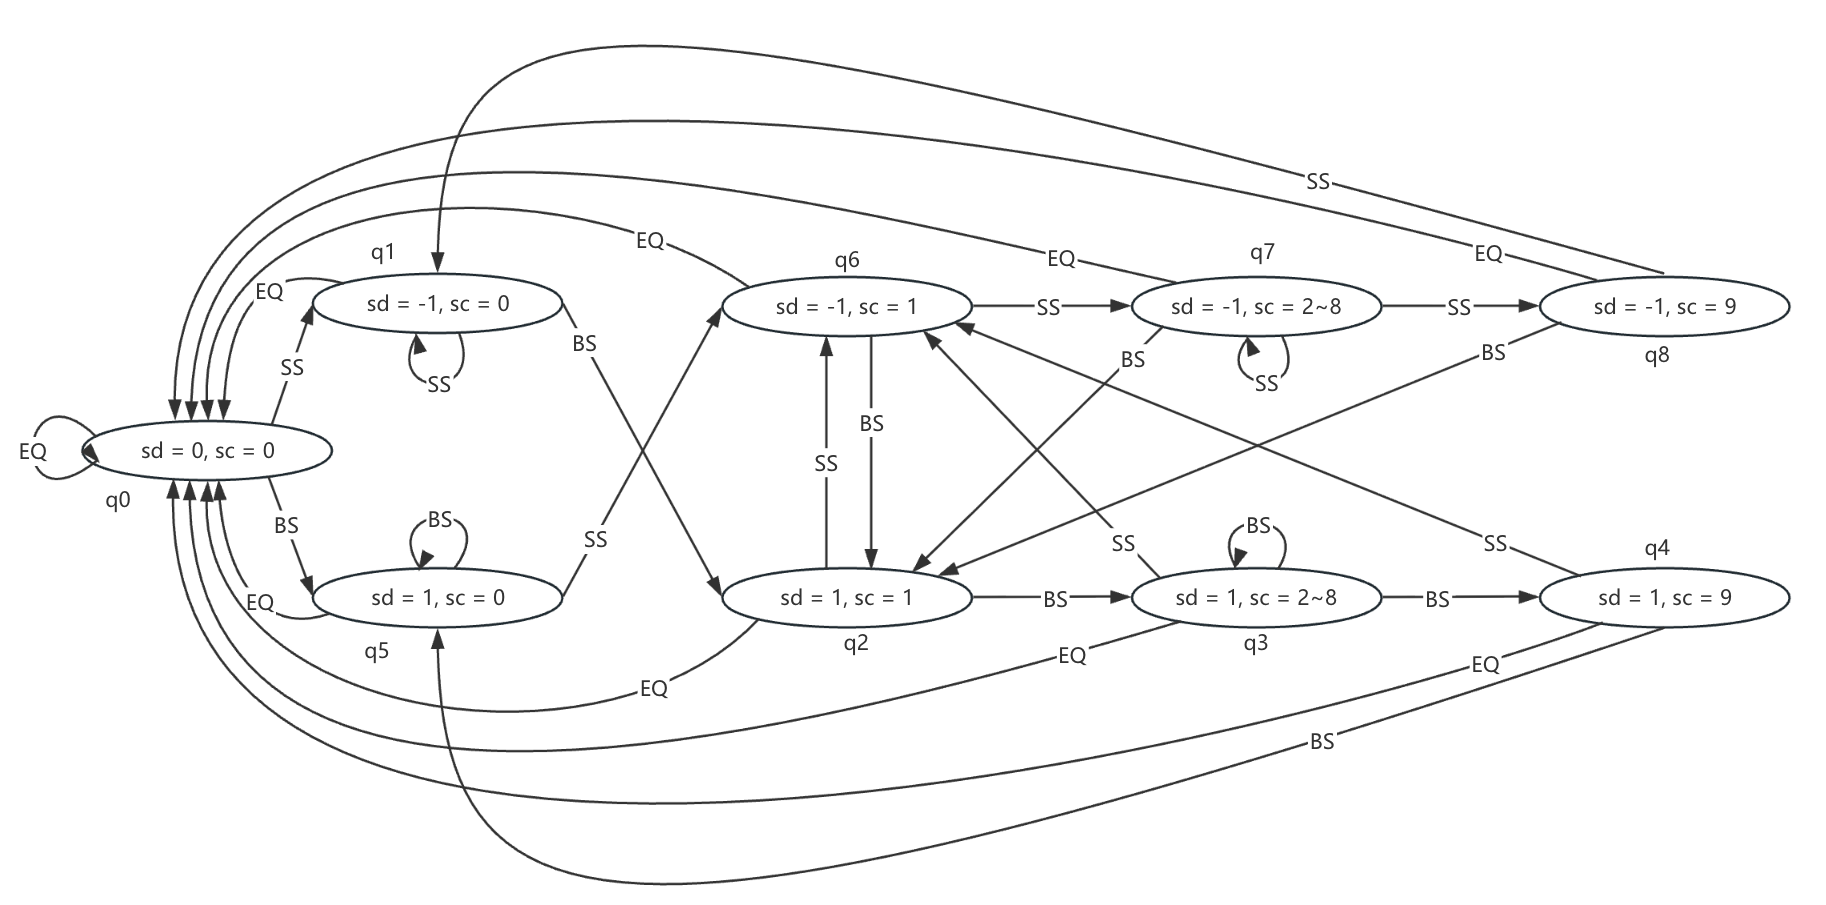 SS
EQ
EQ
EQ
q1
q6
q7
EQ
sd = -1, sc = 0
sd = -1, sc = 1
SS
sd = -1, sc = 2~8
SS
sd = -1, sc = 9
BS
BS
BS
q8
SS
SS
SS
BS
EQ
sd = 0, sc = 0
SS
q0
BS
BS
BS
SS
SS
SS
q4
EQ
sd = 1, sc = 0
sd = 1, sc = 1
BS
sd = 1, sc = 2~8
BS
sd = 1, sc = 9
q5
q2
q3
EQ
EQ
EQ
BS